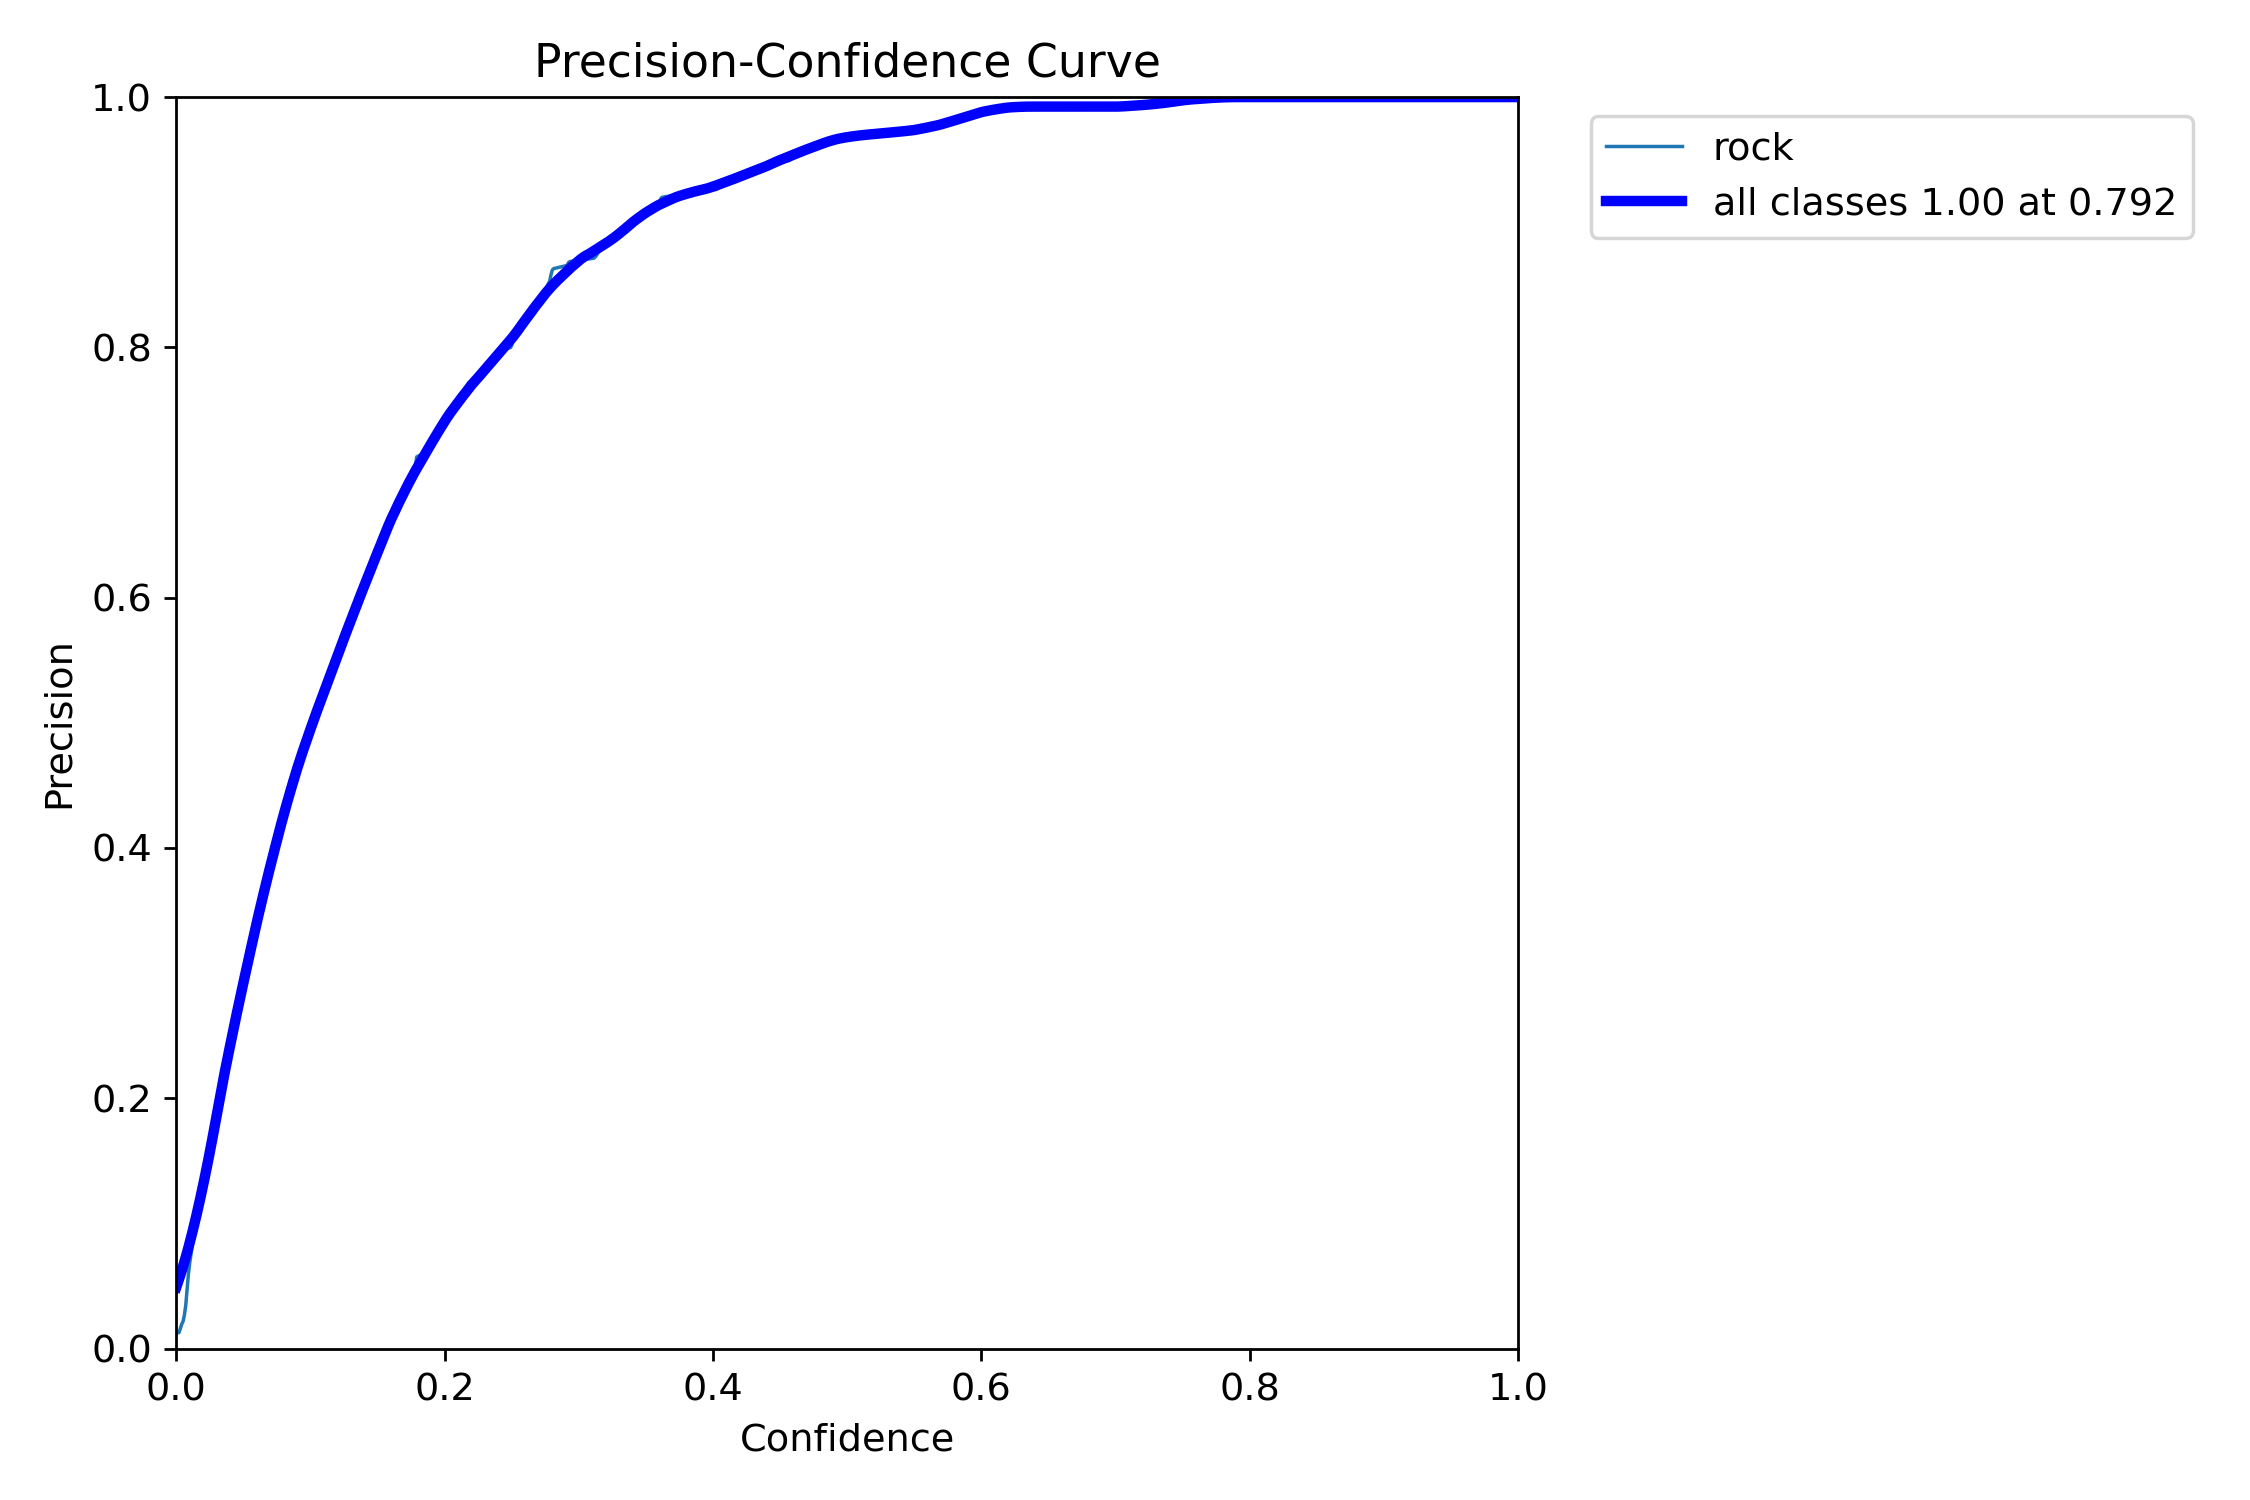 Precision-Confidence Curve
1.0
0.8
0.6
0.4
0.2
0.0
Precision
0.0 0.2 0.4 0.6 0.8 1.0
Confidence
rock
all classes 1.00 at 0.792